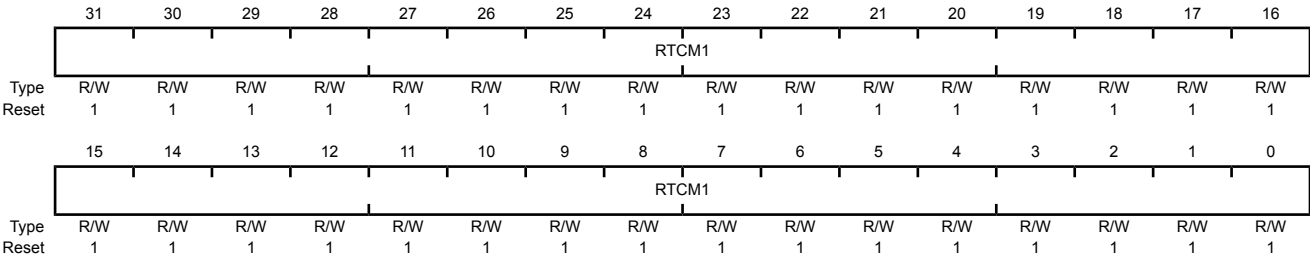 31 30 29 28 27 26 25 24 23 22 21 20 19 18 17 16
RTCM1
Type R/W R/W R/W R/W R/W R/W R/W R/W R/W R/W R/W R/W R/W R/W R/W R/W
Reset 1 1 1 1 1 1 1 1 1 1 1 1 1 1 1 1
15 14 13 12 11 10 9 8 7 6 5 4 3 2 1 0
RTCM1
Type R/W R/W R/W R/W R/W R/W R/W R/W R/W R/W R/W R/W R/W R/W R/W R/W
Reset 1 1 1 1 1 1 1 1 1 1 1 1 1 1 1 1